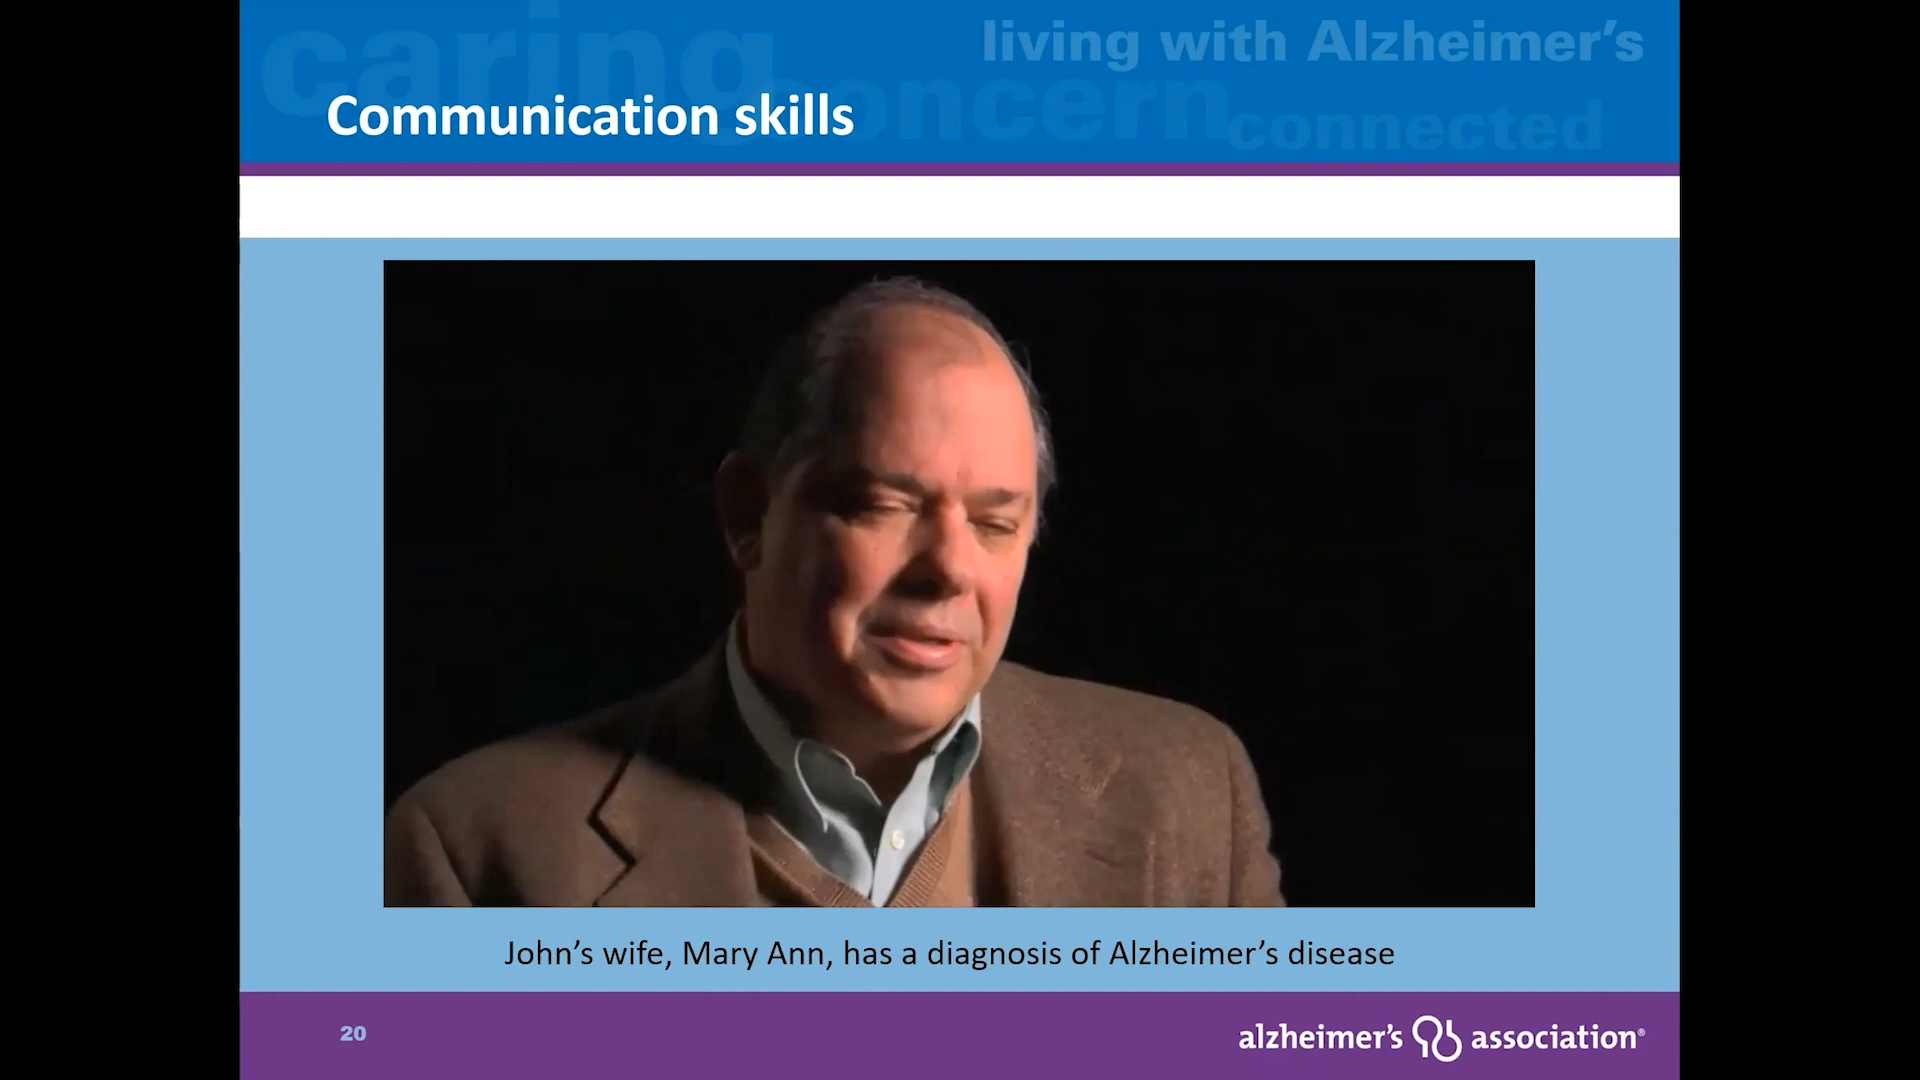 caring
living with Alzheimer's
concern
connected
Communication skills
John's wife, Mary Ann, has a diagnosis of Alzheimer's disease
20
alzheimer's association®